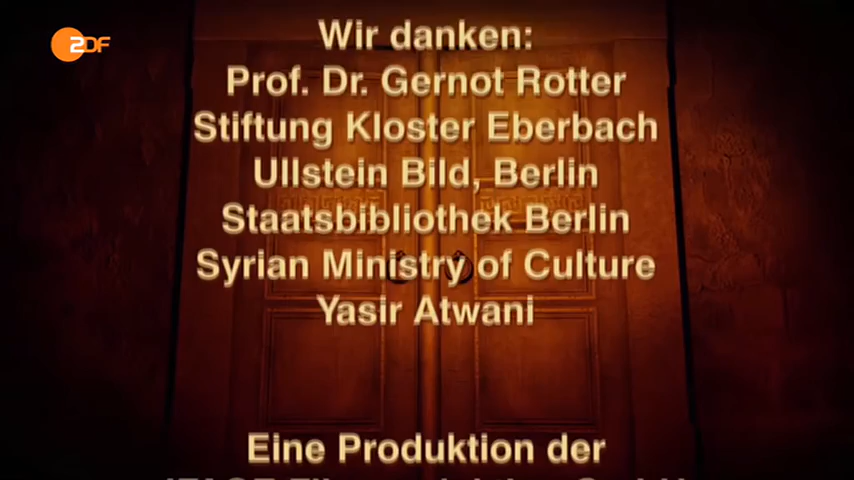 ZDF
Wir danken:
Prof. Dr. Gernot Rotter
Stiftung Kloster Eberbach
Ullstein Bild, Berlin
Staatsbibliothek Berlin
Syrian Ministry of Culture
Yasir Atwani
Eine Produktion der